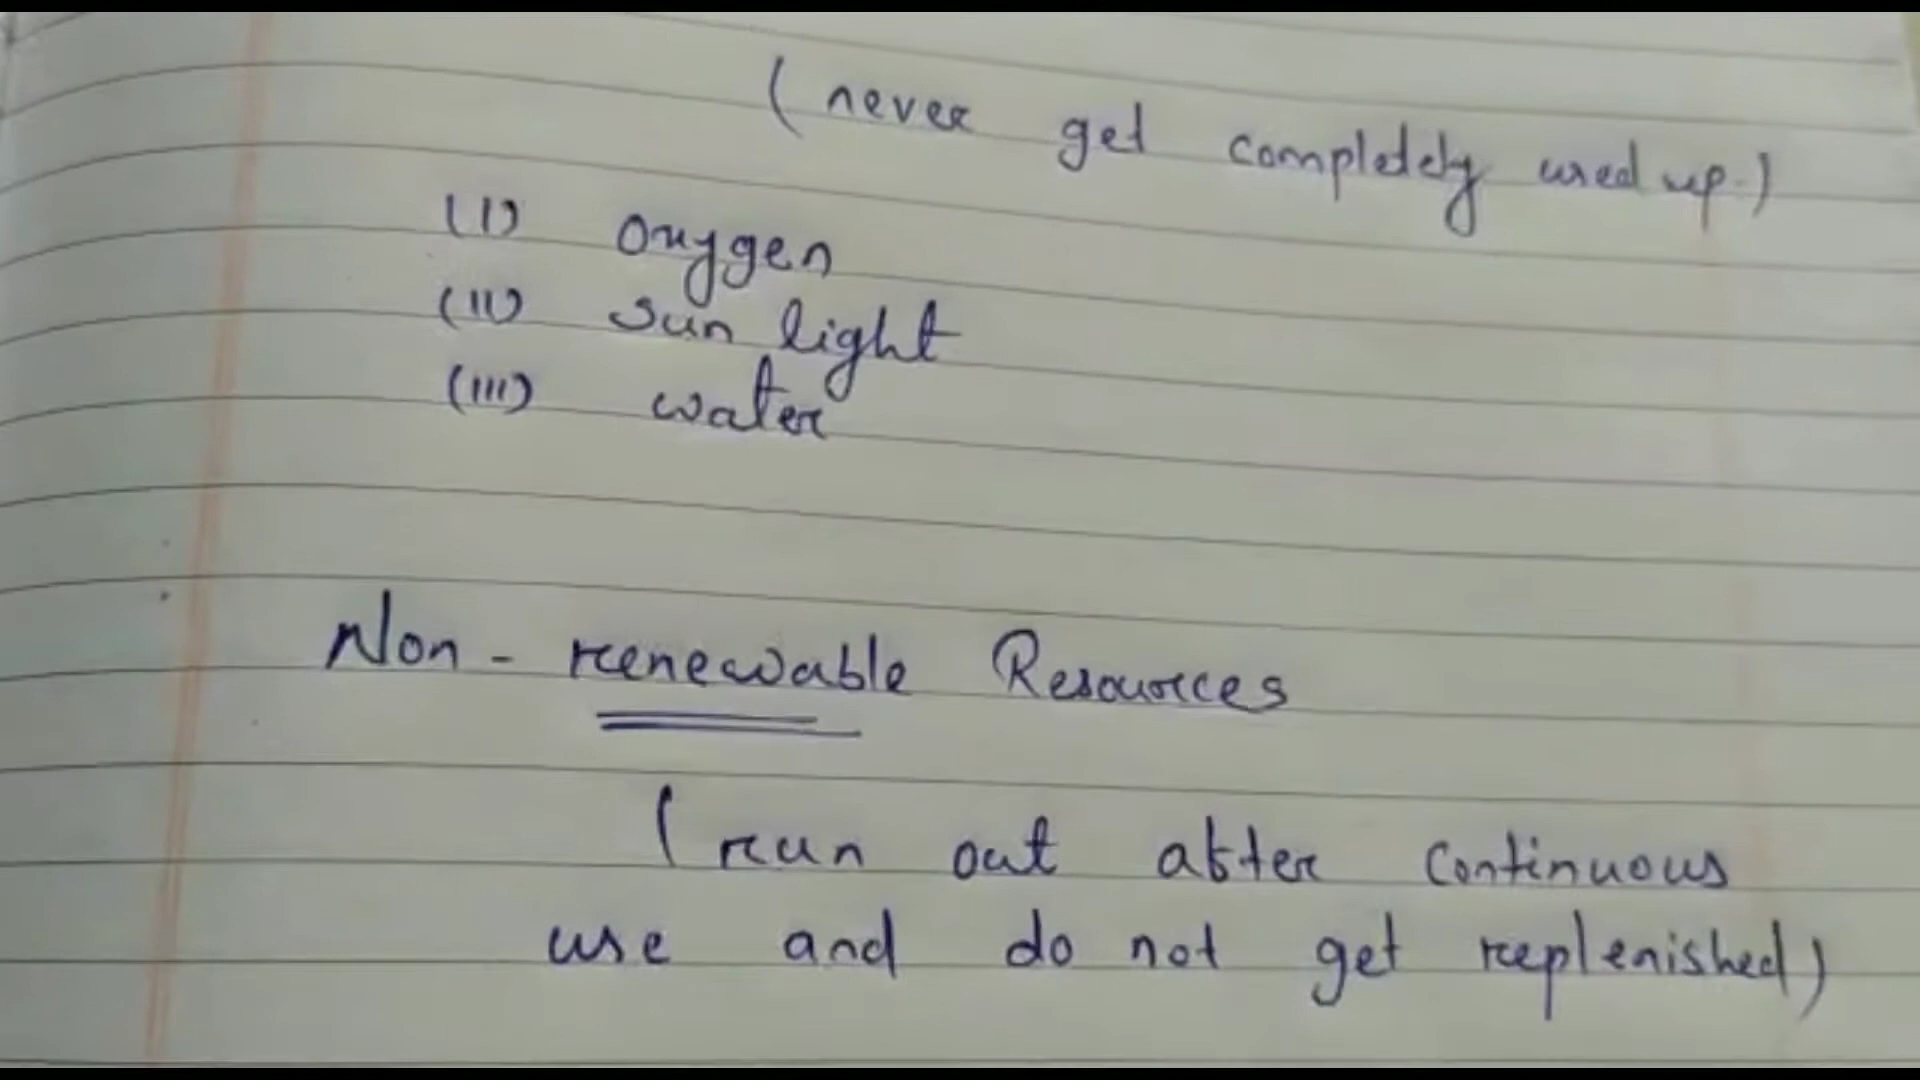 (never get completely used up.)
(I) oxygen
(II) sun light
(III) water
Non - renewable Resources
(run out after continuous
use and do not get replenished)